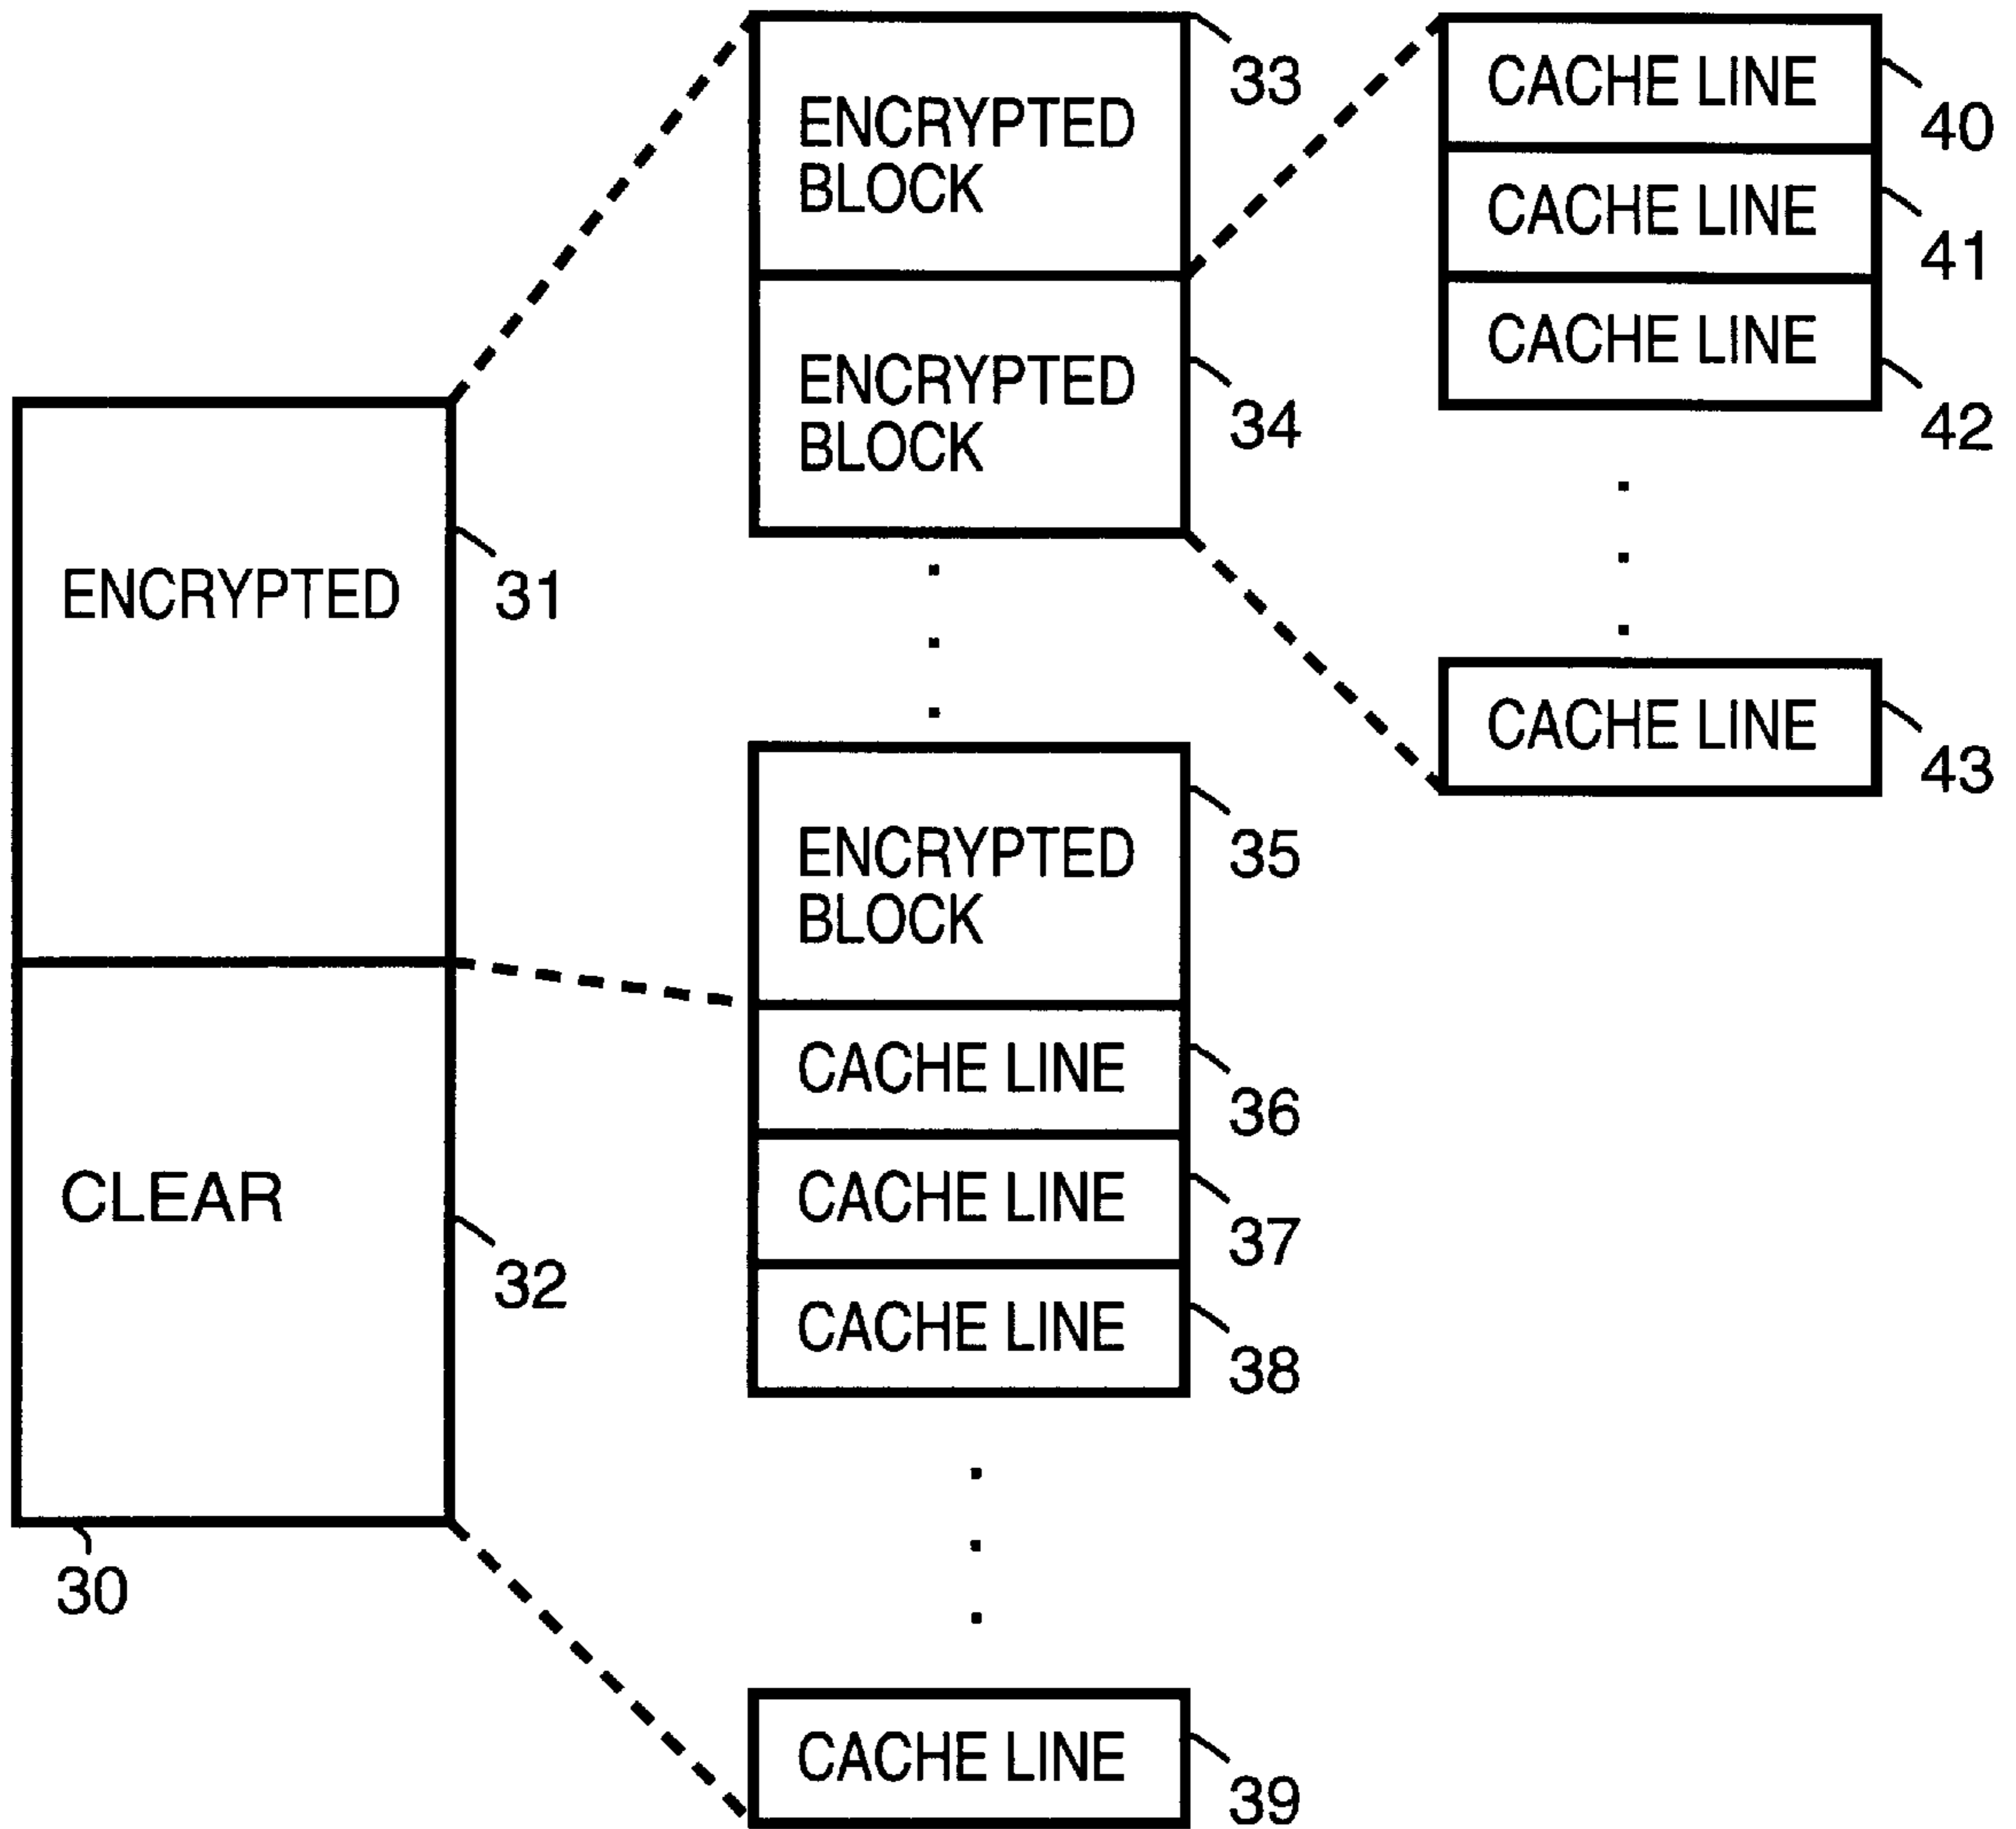 ENCRYPTED
31
CLEAR
32
30
33
ENCRYPTED
BLOCK
ENCRYPTED
BLOCK
34
35
ENCRYPTED
BLOCK
CACHE LINE
36
CACHE LINE
37
CACHE LINE
38
CACHE LINE
39
CACHE LINE
40
CACHE LINE
41
CACHE LINE
42
CACHE LINE
43